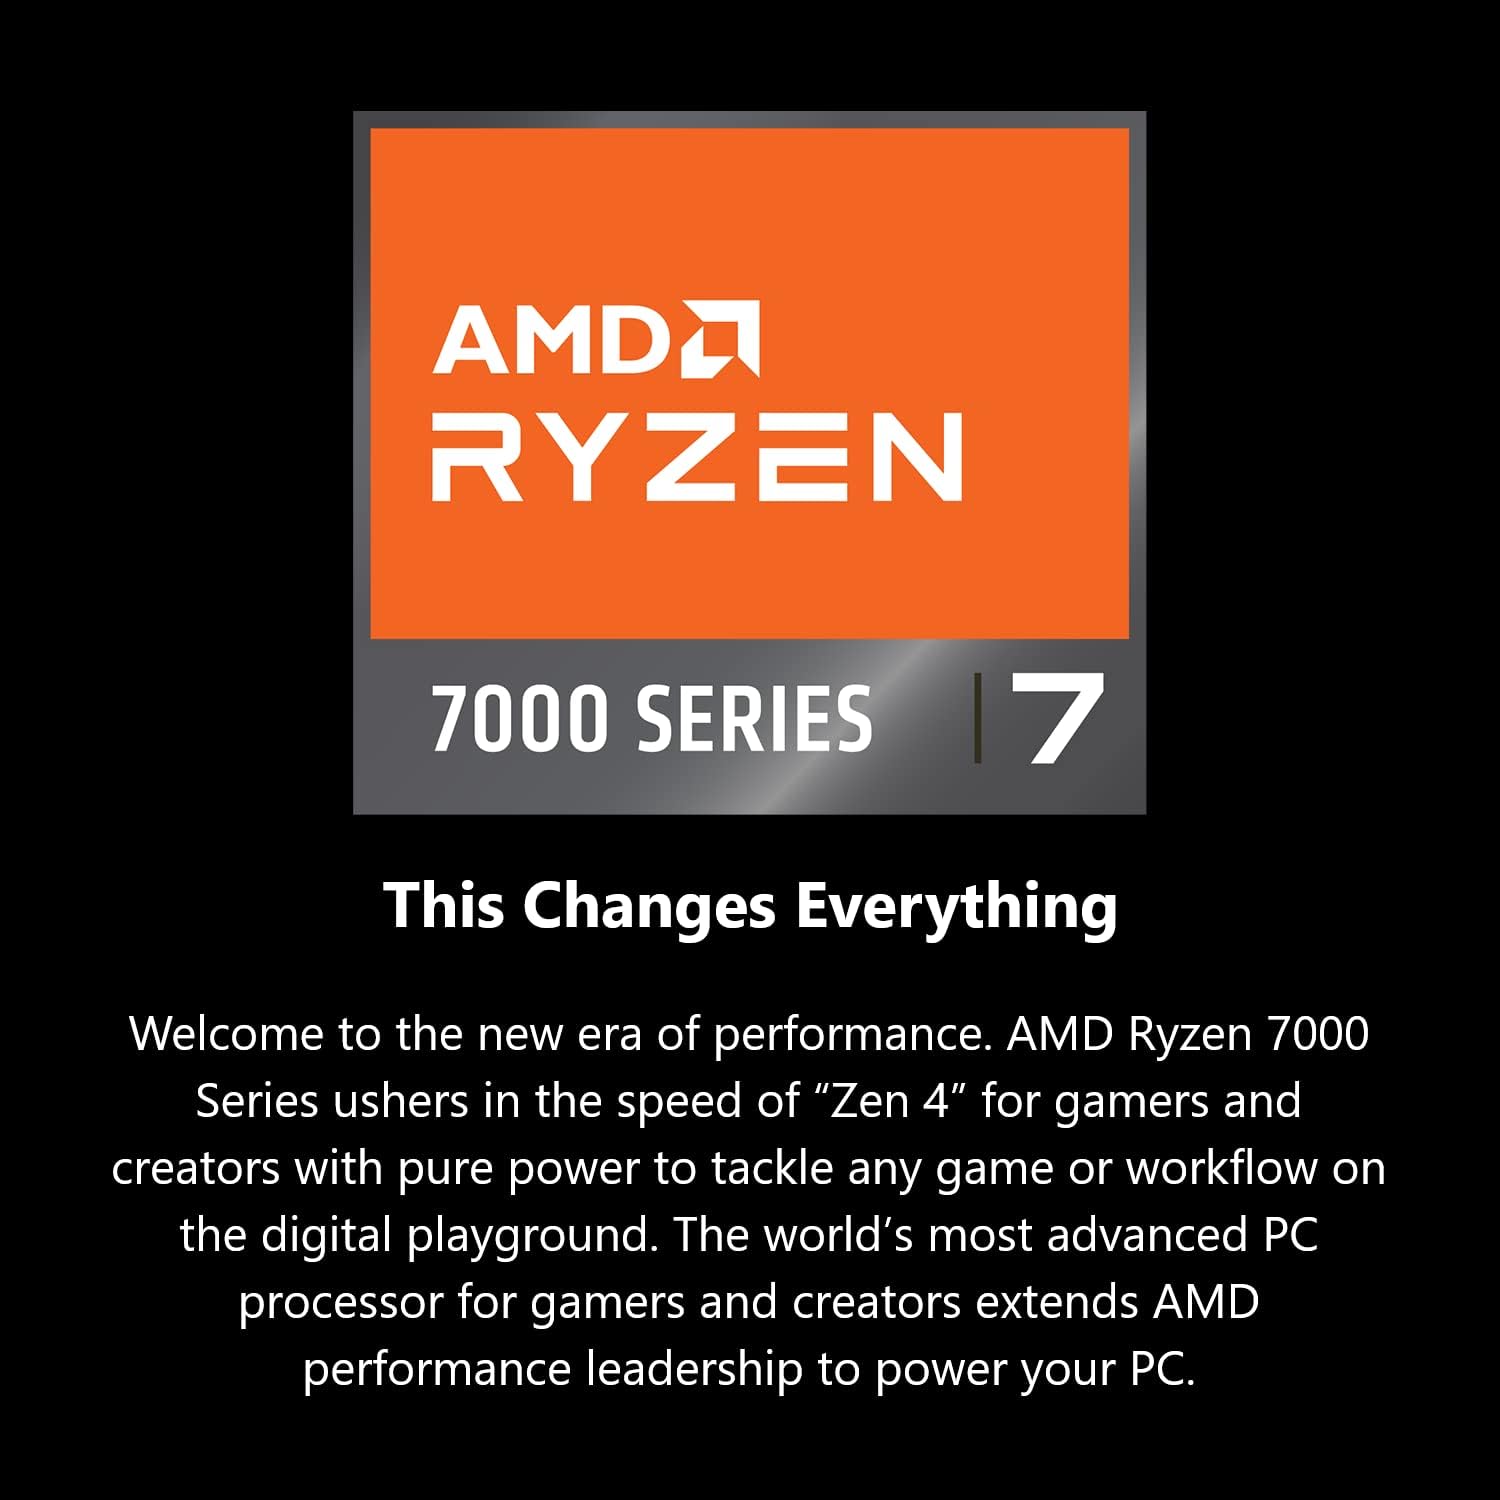 AMD
RYZEN
7000 SERIES | 7
This Changes Everything
Welcome to the new era of performance. AMD Ryzen 7000
Series ushers in the speed of “Zen 4” for gamers and
creators with pure power to tackle any game or workflow on
the digital playground. The world’s most advanced PC
processor for gamers and creators extends AMD
performance leadership to power your PC.